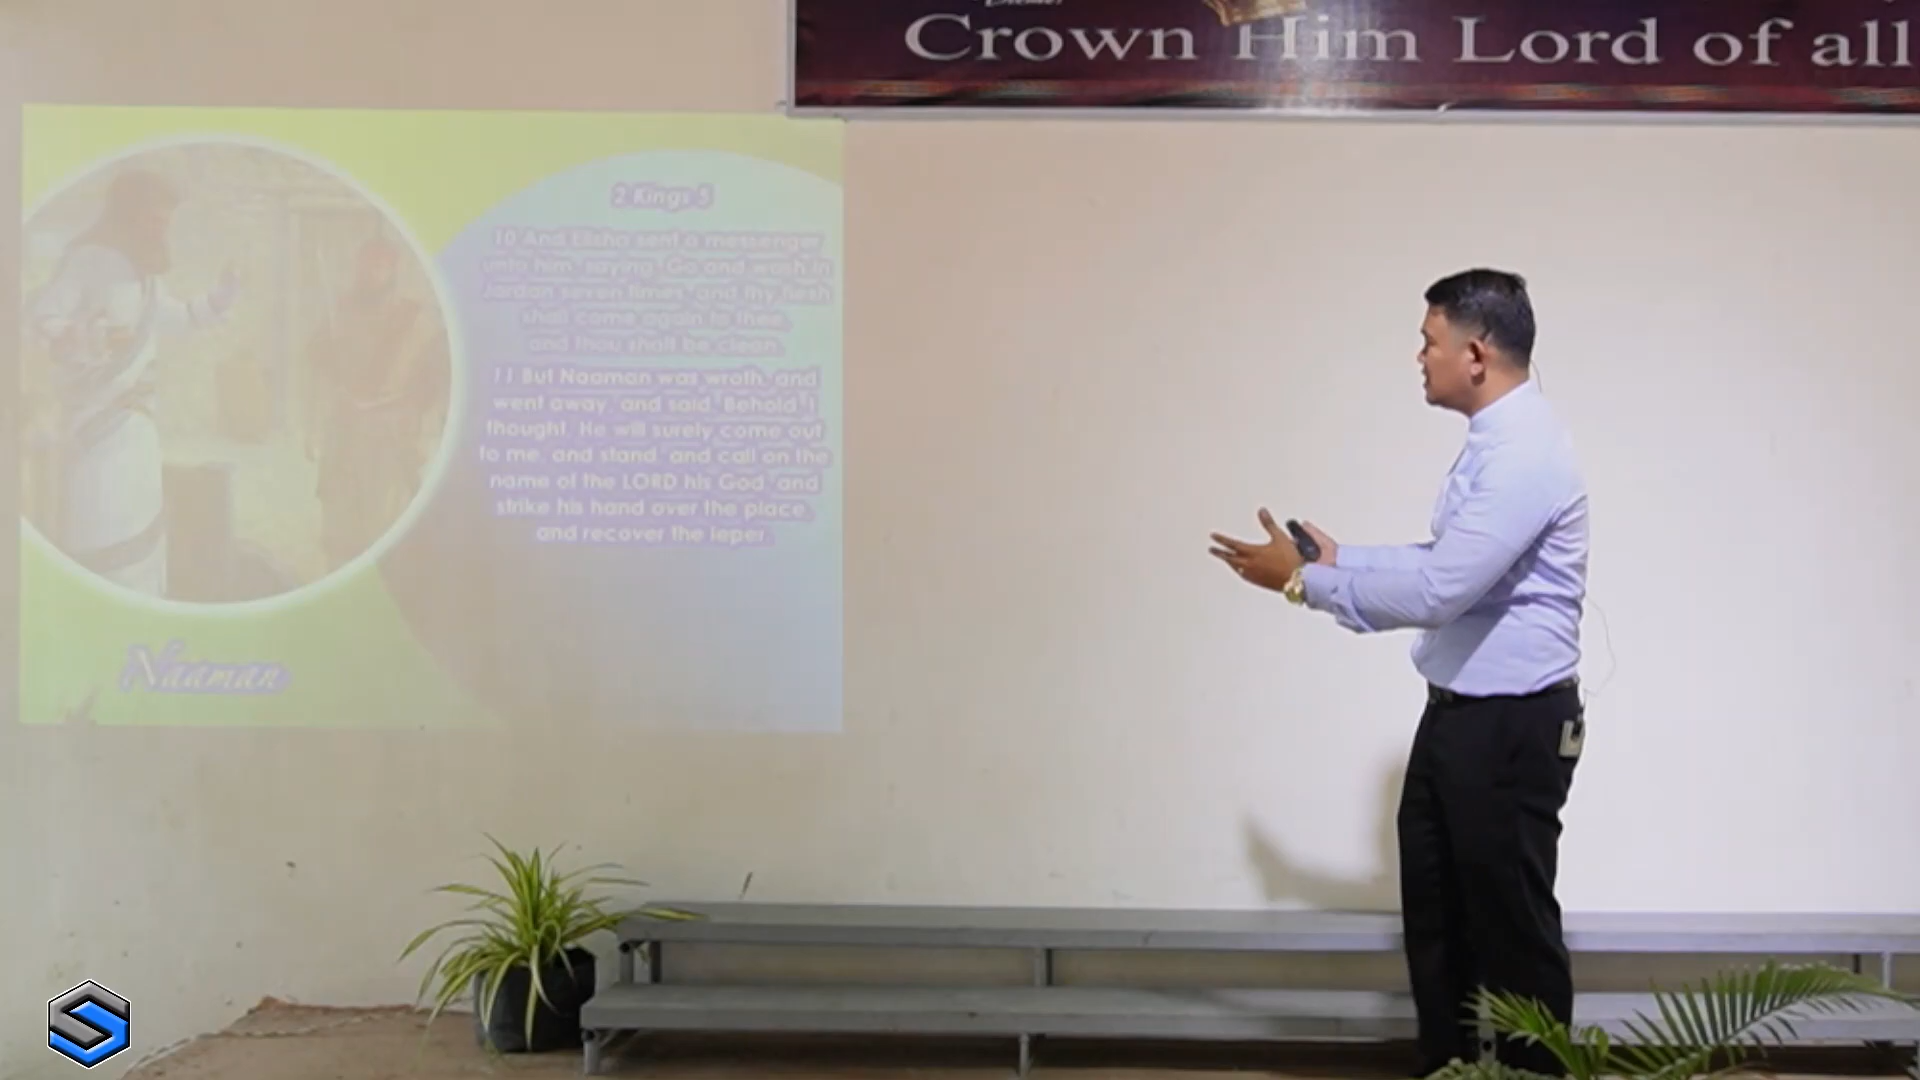 Crown Him Lord of all
2 Kings 5
10 And Elisha sent a messenger
unto him, saying, Go and wash in
Jordan seven times, and thy flesh
shall come again to thee,
and thou shalt be clean.
11 But Naaman was wroth, and
went away, and said, Behold, I
thought, He will surely come out
to me, and stand, and call on the
name of the LORD his God, and
strike his hand over the place,
and recover the leper.
Naaman